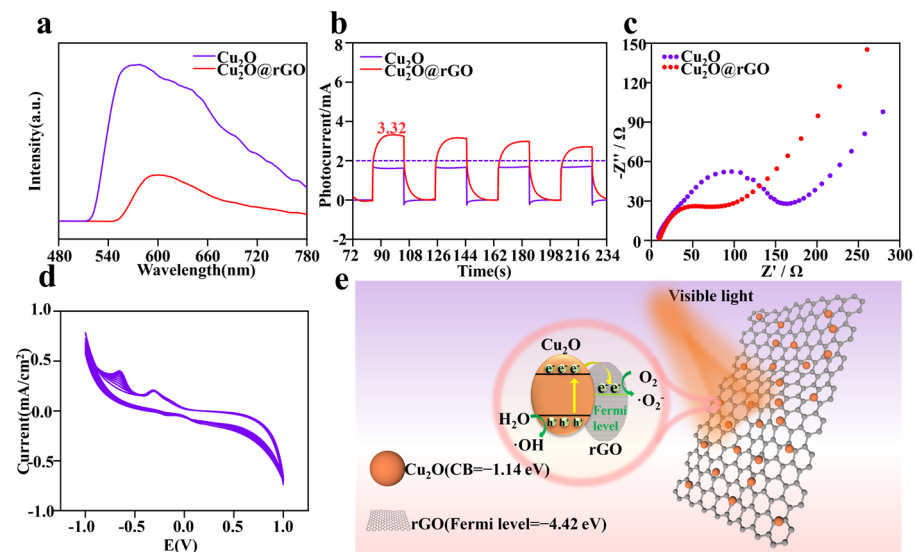 a
Cu₂O
Cu₂O@rGO
Intensity(a.u.)
480 540 600 660 720 780
Wavelength(nm)
b
8
6
4
2
0
-2
Cu₂O
Cu₂O@rGO
3.32
Photocurrent/mA
72 90 108 126 144 162 180 198 216 234
Time(s)
c
150
120
90
60
30
0
Cu₂O
Cu₂O@rGO
-Z'' / Ω
0 50 100 150 200 250 300
Z' / Ω
d
1.0
0.5
0.0
-0.5
-1.0
Current(mA/cm²)
-1.0 -0.5 0.0 0.5 1.0
E(V)
e
Visible light
Cu₂O
e⁻ e⁻ e⁻
e⁻ e⁻
O₂
·O₂⁻
H₂O
·OH
h⁺ h⁺ h⁺
Fermi
level
rGO
Cu₂O(CB=−1.14 eV)
rGO(Fermi level=−4.42 eV)